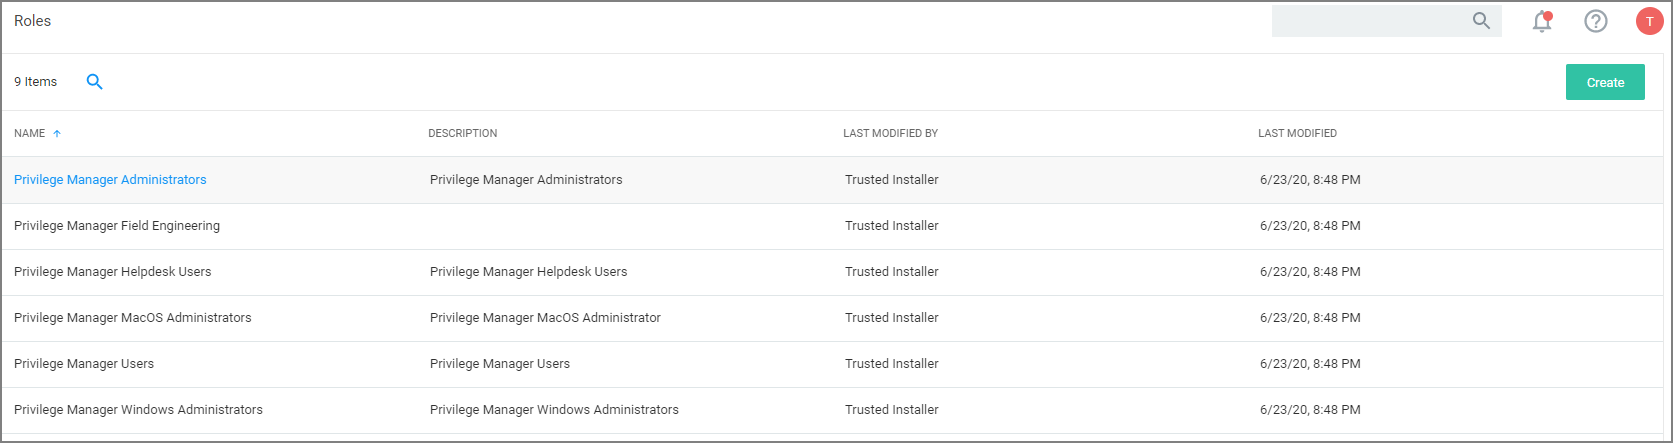 Roles
T
9 Items
Create
NAME DESCRIPTION LAST MODIFIED BY LAST MODIFIED
Privilege Manager Administrators Privilege Manager Administrators Trusted Installer 6/23/20, 8:48 PM
Privilege Manager Field Engineering Trusted Installer 6/23/20, 8:48 PM
Privilege Manager Helpdesk Users Privilege Manager Helpdesk Users Trusted Installer 6/23/20, 8:48 PM
Privilege Manager MacOS Administrators Privilege Manager MacOS Administrator Trusted Installer 6/23/20, 8:48 PM
Privilege Manager Users Privilege Manager Users Trusted Installer 6/23/20, 8:48 PM
Privilege Manager Windows Administrators Privilege Manager Windows Administrators Trusted Installer 6/23/20, 8:48 PM